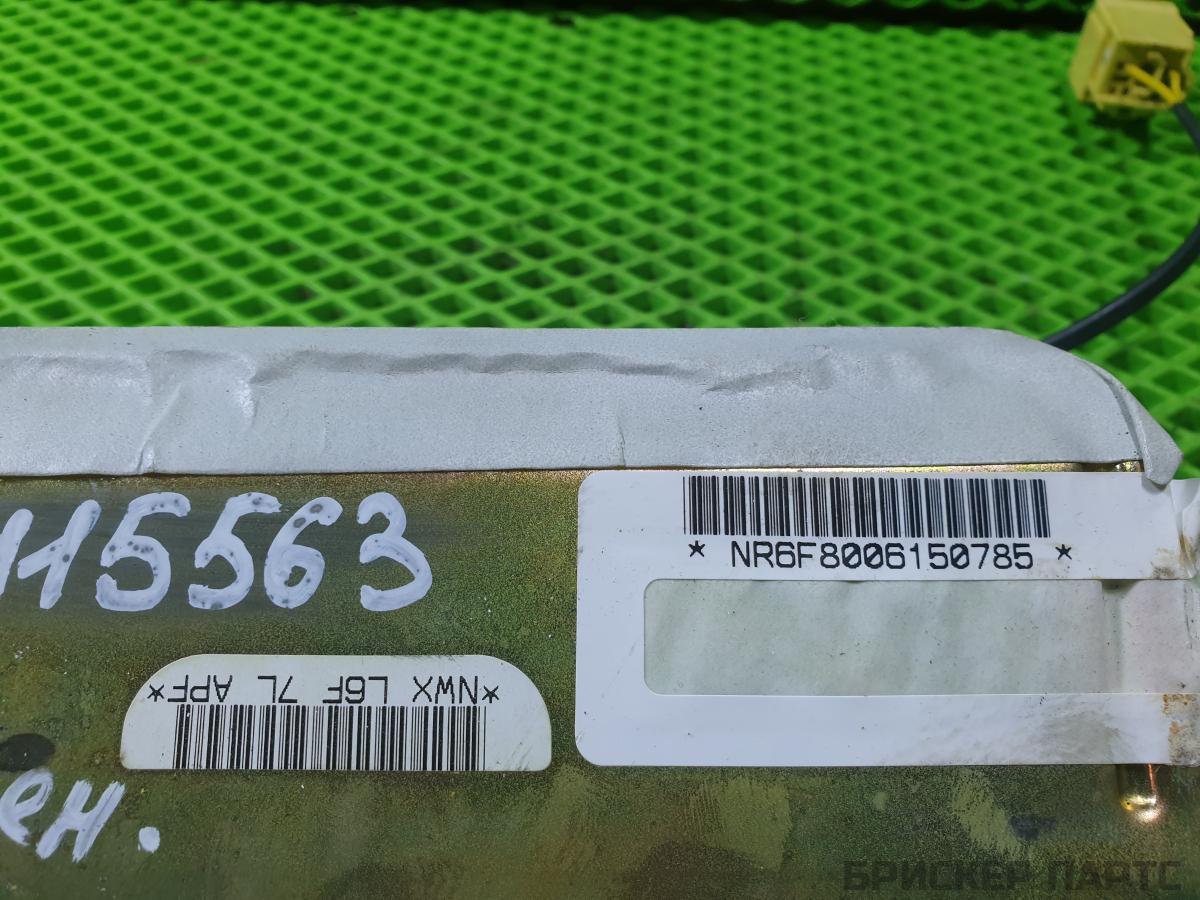 115563
* NR6F8006150785 *
*NWX L6F 7L APF*
ен.
БРИСКЕР ПАРТС